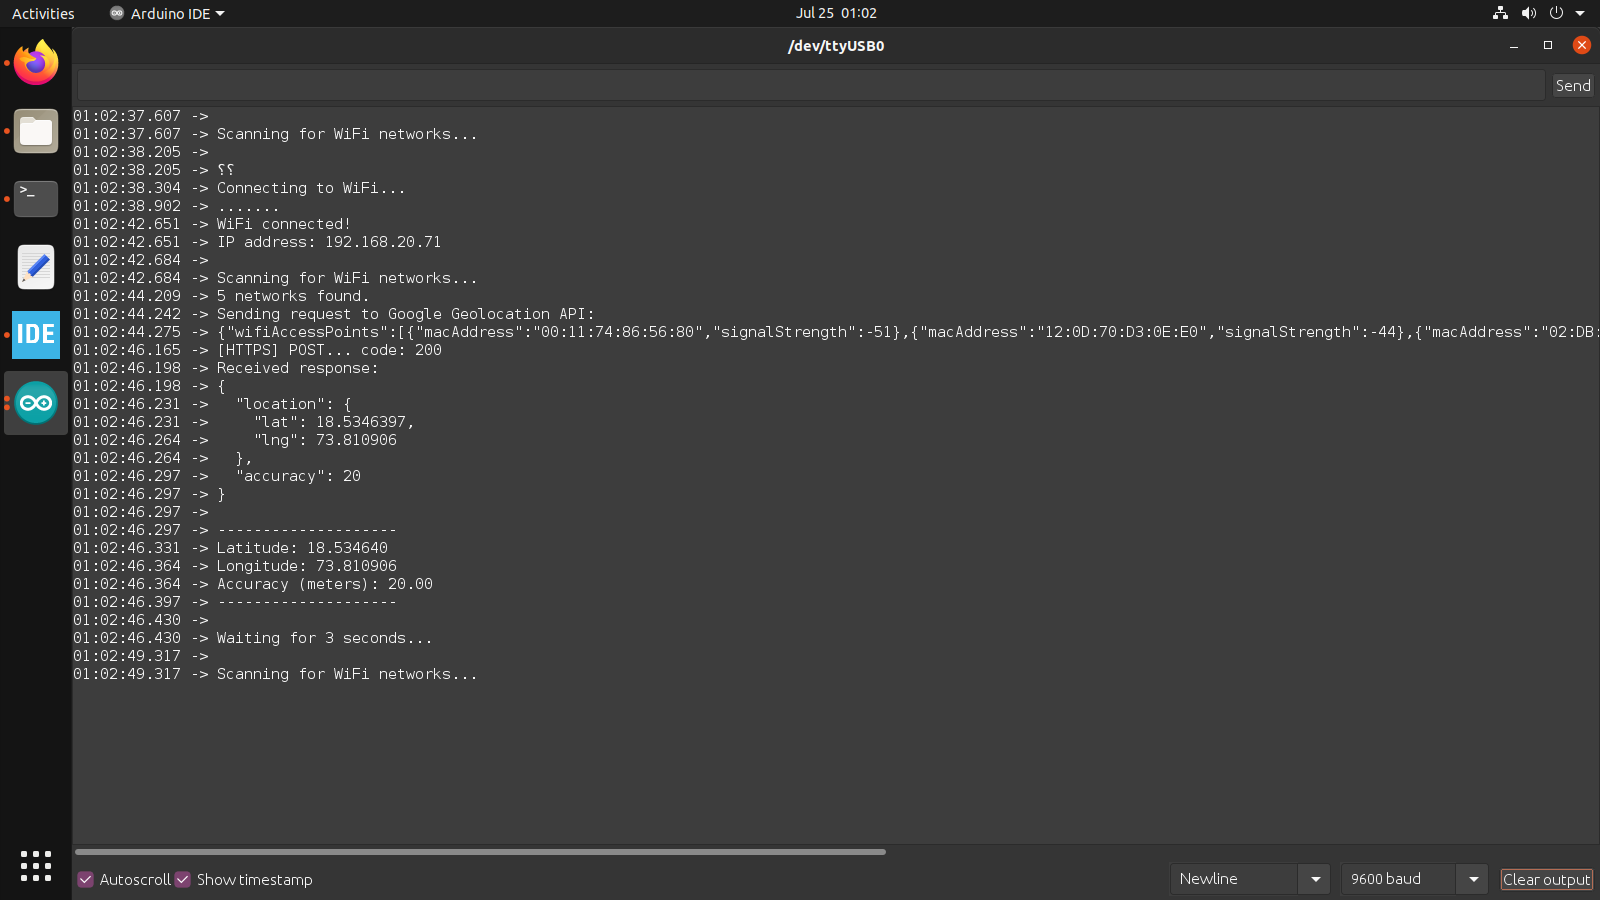 Activities
Arduino IDE
Jul 25 01:02
/dev/ttyUSB0
Send
01:02:37.607 ->
01:02:37.607 -> Scanning for WiFi networks...
01:02:38.205 ->
01:02:38.205 -> ⸮⸮
01:02:38.304 -> Connecting to WiFi...
01:02:38.902 -> .......
01:02:42.651 -> WiFi connected!
01:02:42.651 -> IP address: 192.168.20.71
01:02:42.684 ->
01:02:42.684 -> Scanning for WiFi networks...
01:02:44.209 -> 5 networks found.
01:02:44.242 -> Sending request to Google Geolocation API:
01:02:44.275 -> {"wifiAccessPoints":[{"macAddress":"00:11:74:86:56:80","signalStrength":-51},{"macAddress":"12:0D:70:D3:0E:E0","signalStrength":-44},{"macAddress":"02:DB:
01:02:46.165 -> [HTTPS] POST... code: 200
01:02:46.198 -> Received response:
01:02:46.198 -> {
01:02:46.231 ->   "location": {
01:02:46.231 ->     "lat": 18.5346397,
01:02:46.264 ->     "lng": 73.810906
01:02:46.264 ->   },
01:02:46.297 ->   "accuracy": 20
01:02:46.297 -> }
01:02:46.297 ->
01:02:46.297 -> --------------------
01:02:46.331 -> Latitude: 18.534640
01:02:46.364 -> Longitude: 73.810906
01:02:46.364 -> Accuracy (meters): 20.00
01:02:46.397 -> --------------------
01:02:46.430 ->
01:02:46.430 -> Waiting for 3 seconds...
01:02:49.317 ->
01:02:49.317 -> Scanning for WiFi networks...
IDE
Autoscroll
Show timestamp
Newline
9600 baud
Clear output